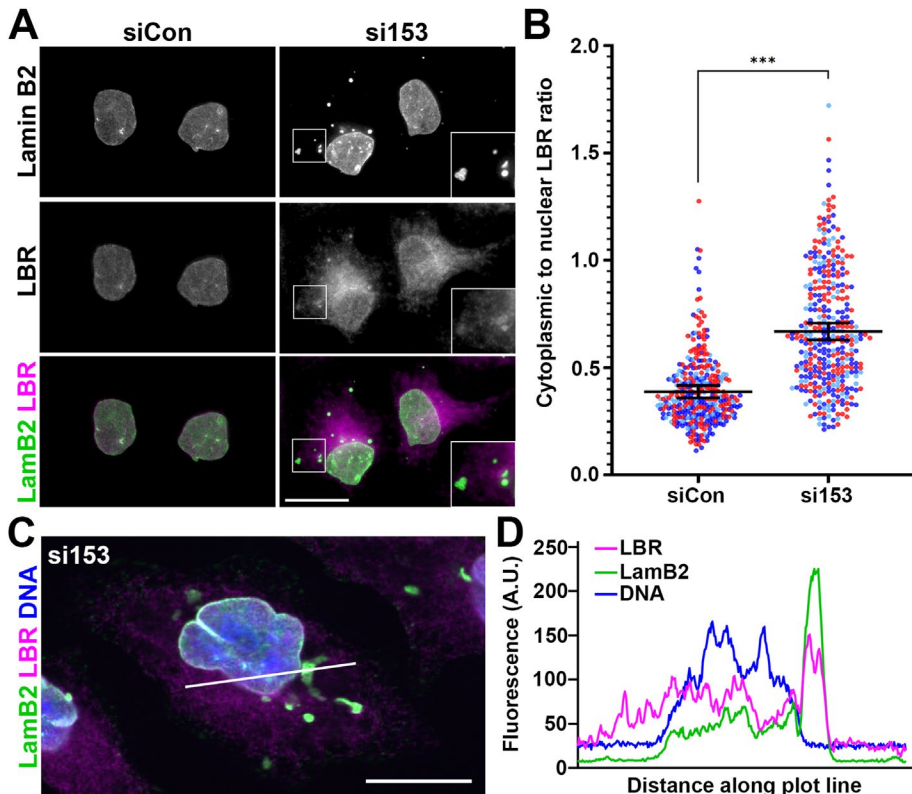 A
siCon
si153
Lamin B2
LBR
LamB2 LBR
B
Cytoplasmic to nuclear LBR ratio
2.0
1.5
1.0
0.5
0.0
***
siCon
si153
C
LamB2 LBR DNA
si153
D
Fluorescence (A.U.)
250
200
150
100
50
0
LBR
LamB2
DNA
Distance along plot line